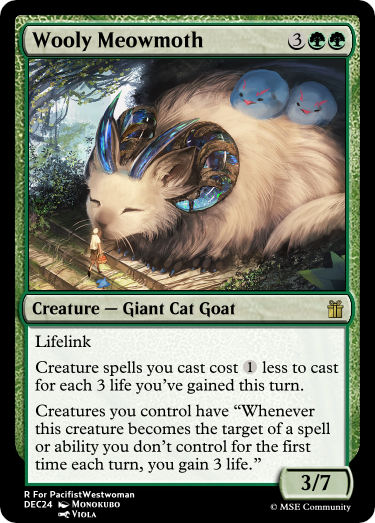 Wooly Meowmoth 3
Creature — Giant Cat Goat
Lifelink
Creature spells you cast cost 1 less to cast
for each 3 life you’ve gained this turn.
Creatures you control have “Whenever
this creature becomes the target of a spell
or ability you don’t control for the first
time each turn, you gain 3 life.”
3/7
R For PacifistWestwoman
DEC24 Monokubo
Viola
© MSE Community